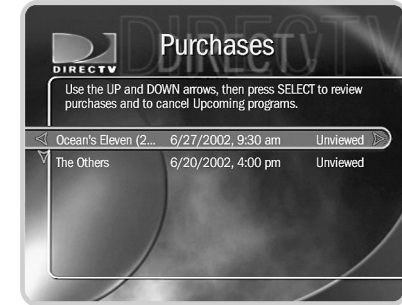 DIRECTV
Purchases
DIRECTV
Use the UP and DOWN arrows, then press SELECT to review
purchases and to cancel Upcoming programs.
Ocean's Eleven (2... 6/27/2002, 9:30 am Unviewed
The Others 6/20/2002, 4:00 pm Unviewed